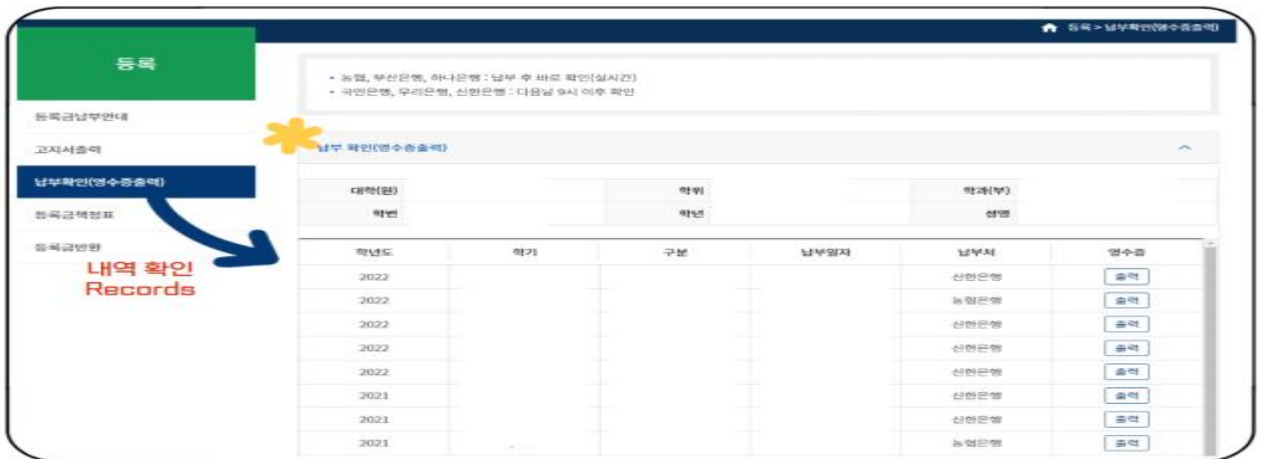 등록 > 납부확인(영수증출력)
등록
• 농협, 부산은행, 하나은행 : 납부 후 바로 확인(실시간)
• 국민은행, 우리은행, 신한은행 : 다음날 9시 이후 확인
등록금납부안내
고지서출력
납부확인(영수증출력)
등록금책정표
등록금반환
내역 확인
Records
납부 확인(영수증출력)
대학(원) 학위 학과(부)
학번 학년 성명
학년도 학기 구분 납부일자 납부처 영수증
2022 신한은행 출력
2022 농협은행 출력
2022 신한은행 출력
2022 신한은행 출력
2022 신한은행 출력
2021 신한은행 출력
2021 신한은행 출력
2021 농협은행 출력